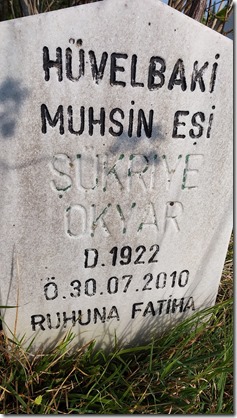 HÜVELBAKİ
MUHSİN EŞİ
ŞÜKRİYE
OKYAR
D.1922
Ö.30.07.2010
RUHUNA FATİHA